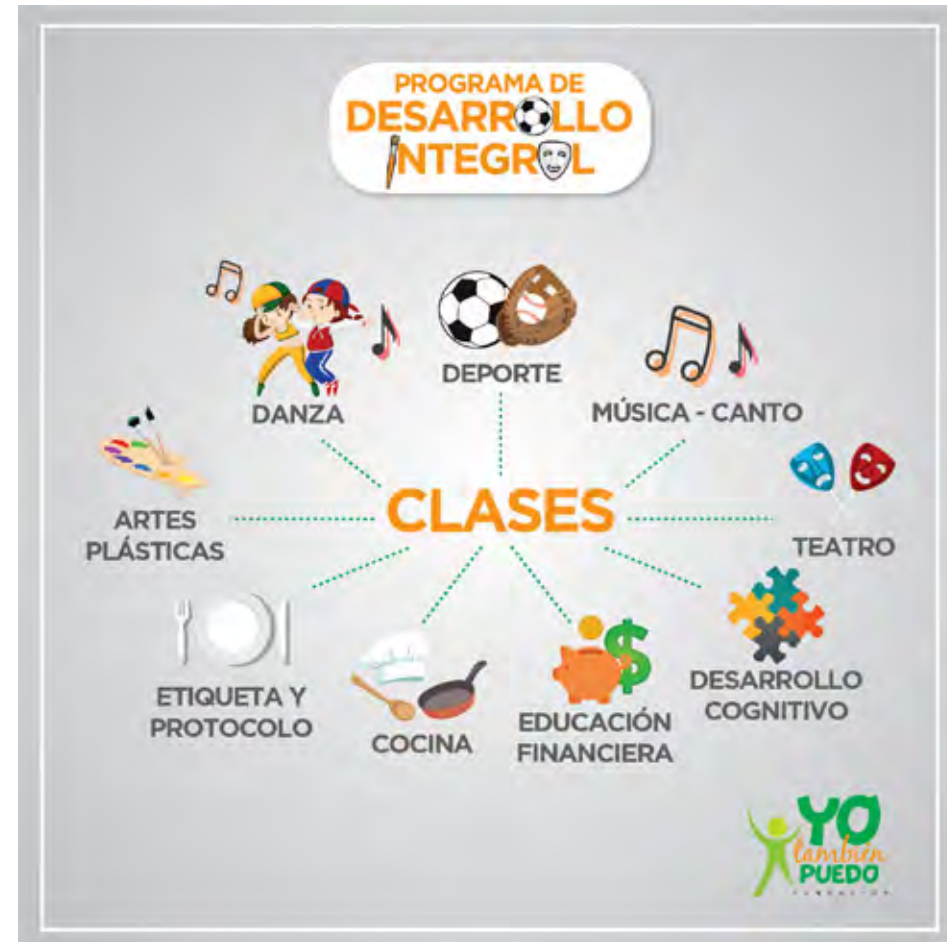 PROGRAMA DE
DESARROLLO
INTEGRAL
DANZA
DEPORTE
MÚSICA - CANTO
ARTES
PLÁSTICAS
CLASES
TEATRO
ETIQUETA Y
PROTOCOLO
COCINA
EDUCACIÓN
FINANCIERA
DESARROLLO
COGNITIVO
YO
también
PUEDO
FUNDACIÓN